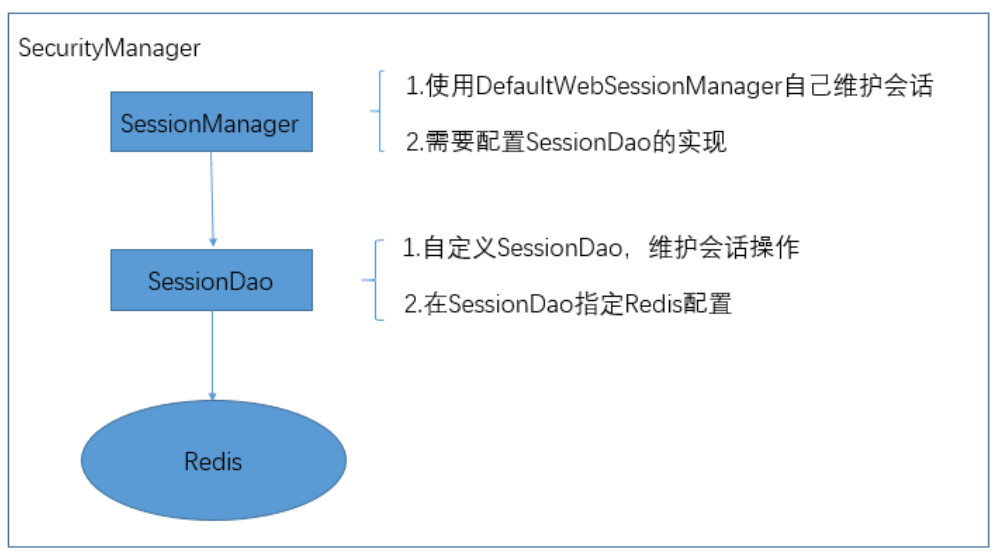 SecurityManager
SessionManager
1.使用DefaultWebSessionManager自己维护会话
2.需要配置SessionDao的实现
SessionDao
1.自定义SessionDao，维护会话操作
2.在SessionDao指定Redis配置
Redis